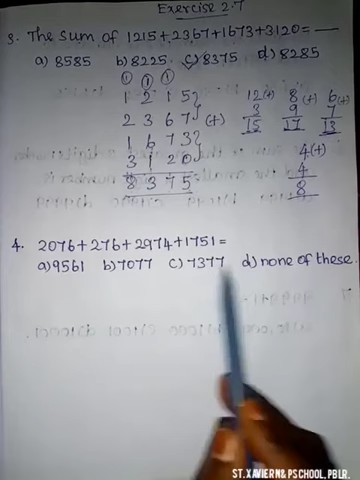 Exercise 2.7
3. The sum of 1215+2367+1673+3120= ___
a) 8585 b) 8225 c) 8375 d) 8285
1 1 1
1 2 1 5
2 3 6 7 (+)
1 6 7 3
3 1 2 0
8 3 7 5
12 (+)
3
15
8 (+)
9
17
6 (+)
7
13
4 (+)
4
8
4. 2076+276+2974+1751=
a) 9561 b) 7077 c) 7377 d) none of these.
ST.XAVIER N& P SCHOOL, PBLR.